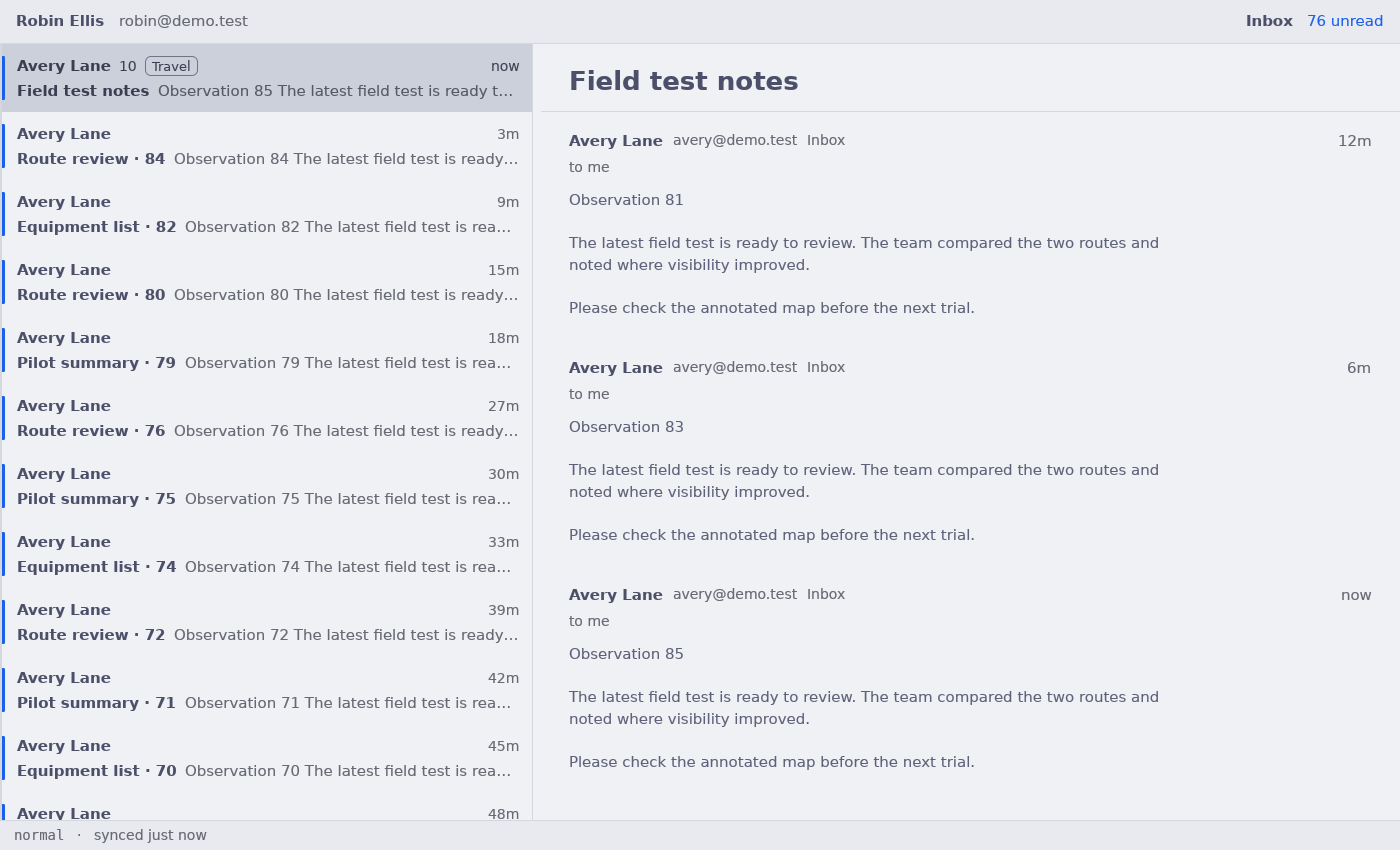 Robin Ellis robin@demo.test Inbox 76 unread
Avery Lane 10 Travel now
Field test notes Observation 85 The latest field test is ready t…
Avery Lane 3m
Route review · 84 Observation 84 The latest field test is ready…
Avery Lane 9m
Equipment list · 82 Observation 82 The latest field test is rea…
Avery Lane 15m
Route review · 80 Observation 80 The latest field test is ready…
Avery Lane 18m
Pilot summary · 79 Observation 79 The latest field test is rea…
Avery Lane 27m
Route review · 76 Observation 76 The latest field test is ready…
Avery Lane 30m
Pilot summary · 75 Observation 75 The latest field test is rea…
Avery Lane 33m
Equipment list · 74 Observation 74 The latest field test is rea…
Avery Lane 39m
Route review · 72 Observation 72 The latest field test is ready…
Avery Lane 42m
Pilot summary · 71 Observation 71 The latest field test is rea…
Avery Lane 45m
Equipment list · 70 Observation 70 The latest field test is rea…
Avery Lane 48m
Field test notes
Avery Lane avery@demo.test Inbox 12m
to me
Observation 81
The latest field test is ready to review. The team compared the two routes and
noted where visibility improved.
Please check the annotated map before the next trial.
Avery Lane avery@demo.test Inbox 6m
to me
Observation 83
The latest field test is ready to review. The team compared the two routes and
noted where visibility improved.
Please check the annotated map before the next trial.
Avery Lane avery@demo.test Inbox now
to me
Observation 85
The latest field test is ready to review. The team compared the two routes and
noted where visibility improved.
Please check the annotated map before the next trial.
normal · synced just now